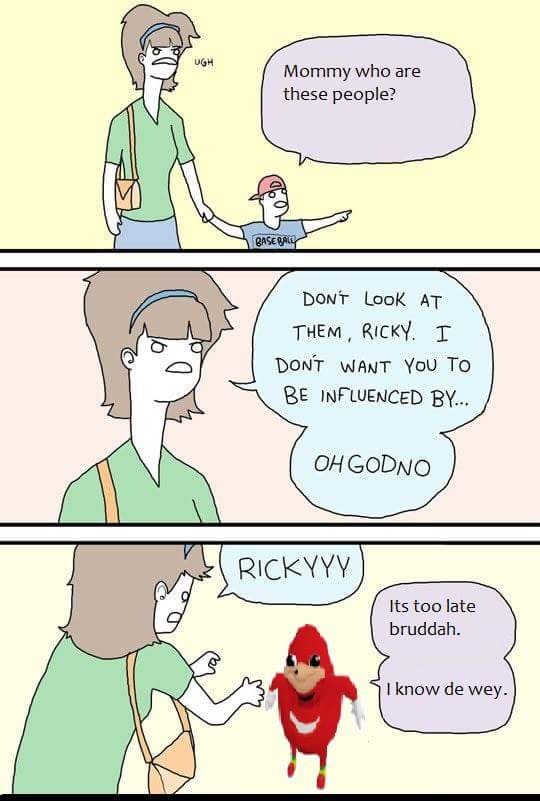 UGH
Mommy who are
these people?
BASEBALL
DON'T LOOK AT
THEM, RICKY. I
DON'T WANT YOU TO
BE INFLUENCED BY...
OH GOD NO
RICKYYY
Its too late
bruddah.
I know de wey.